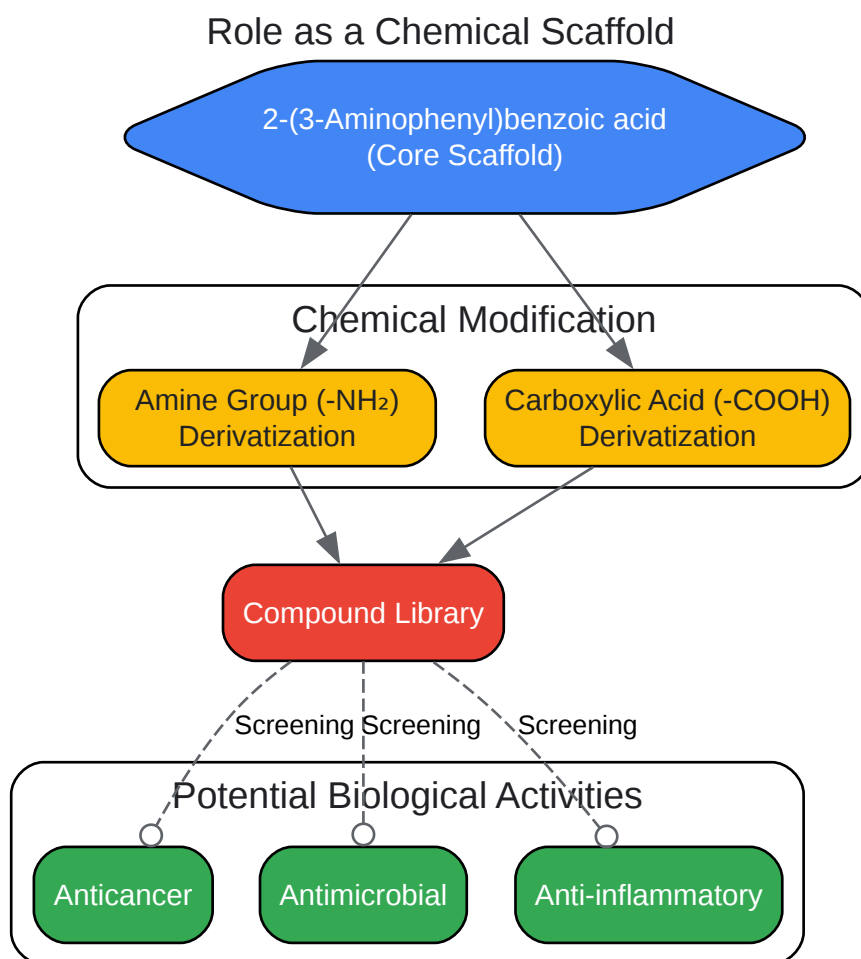 Role as a Chemical Scaffold
2-(3-Aminophenyl)benzoic acid
(Core Scaffold)
Chemical Modification
Amine Group (-NH₂)
Derivatization
Carboxylic Acid (-COOH)
Derivatization
Compound Library
Screening
Screening
Screening
Potential Biological Activities
Anticancer
Antimicrobial
Anti-inflammatory